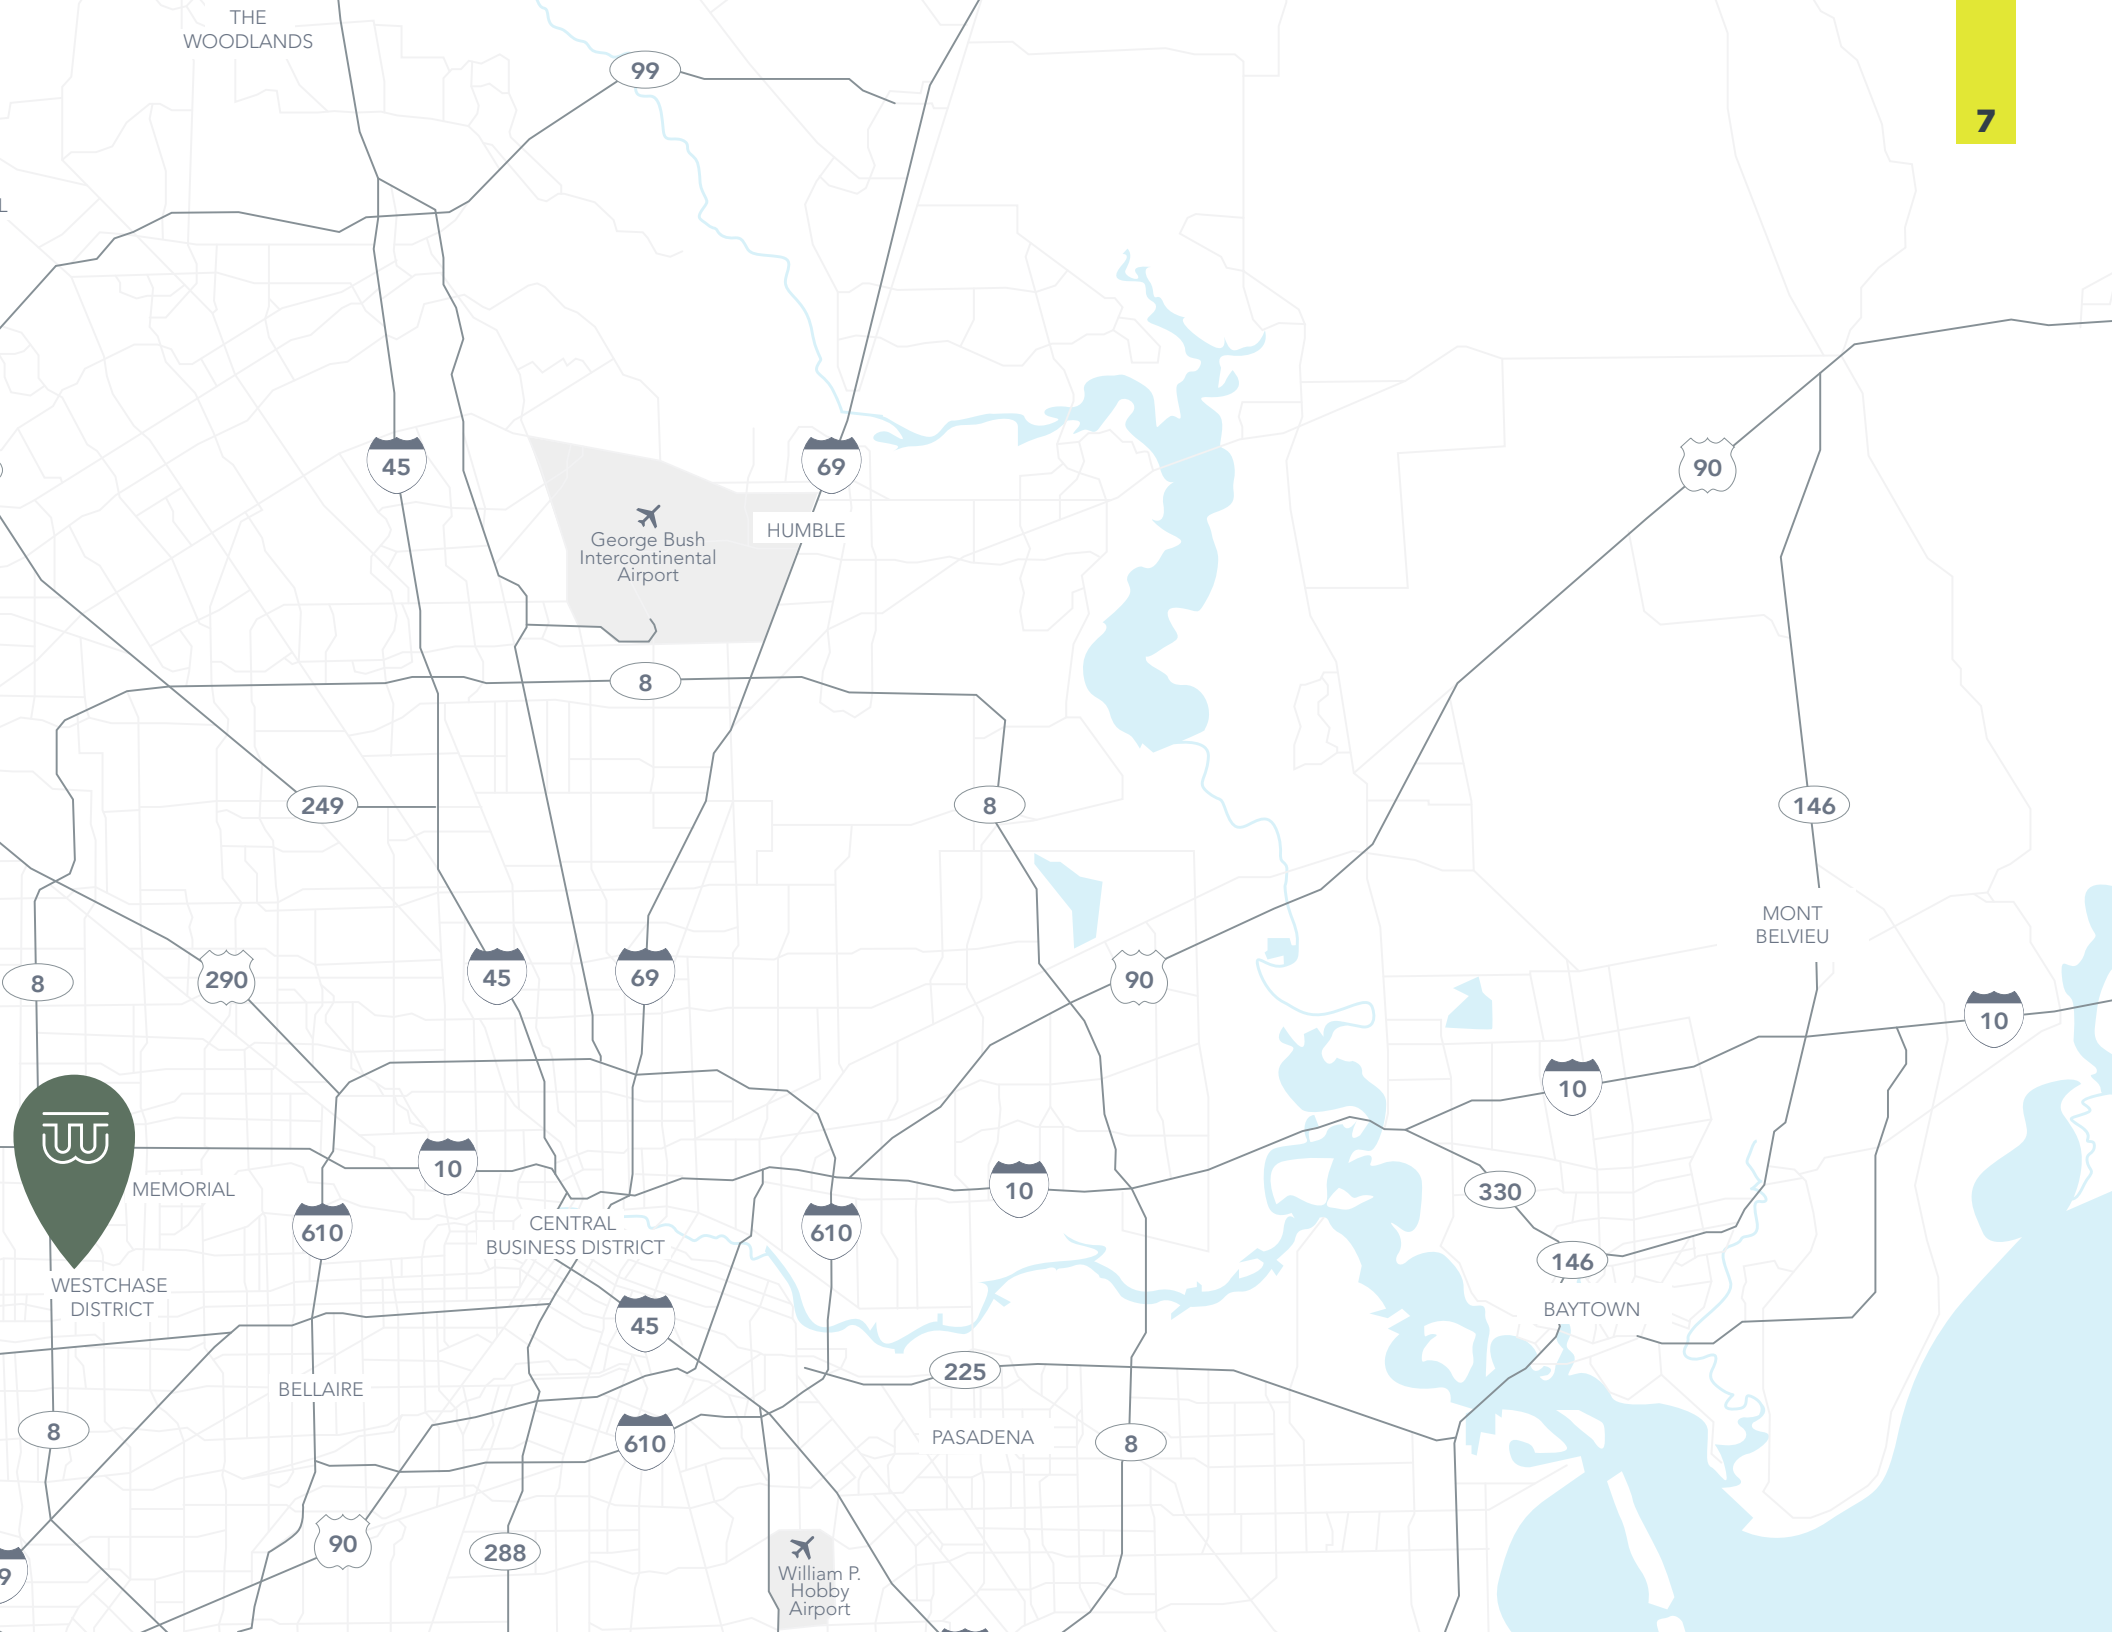 THE
WOODLANDS
99
7
L
45
69
90
George Bush
Intercontinental
Airport
HUMBLE
8
249
8
146
MONT
BELVIEU
8
290
45
69
90
10
10
MEMORIAL
10
10
330
610
CENTRAL
BUSINESS DISTRICT
610
146
WESTCHASE
DISTRICT
45
BAYTOWN
BELLAIRE
225
8
610
PASADENA
8
90
288
9
William P.
Hobby
Airport